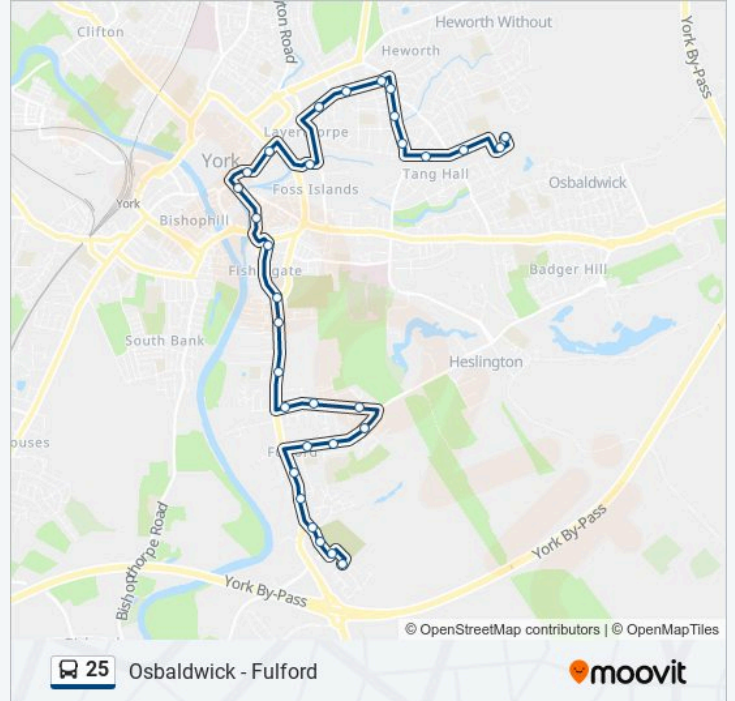 Clifton
Heworth Without
Heworth
York By-Pass
Layerthorpe
York
Tang Hall
Foss Islands
Osbaldwick
York
Bishophill
Fishergate
Badger Hill
South Bank
Heslington
Fulford
Bishopthorpe Road
York By-Pass
York By-Pass
© OpenStreetMap contributors | © OpenMapTiles
25 Osbaldwick - Fulford
moovit